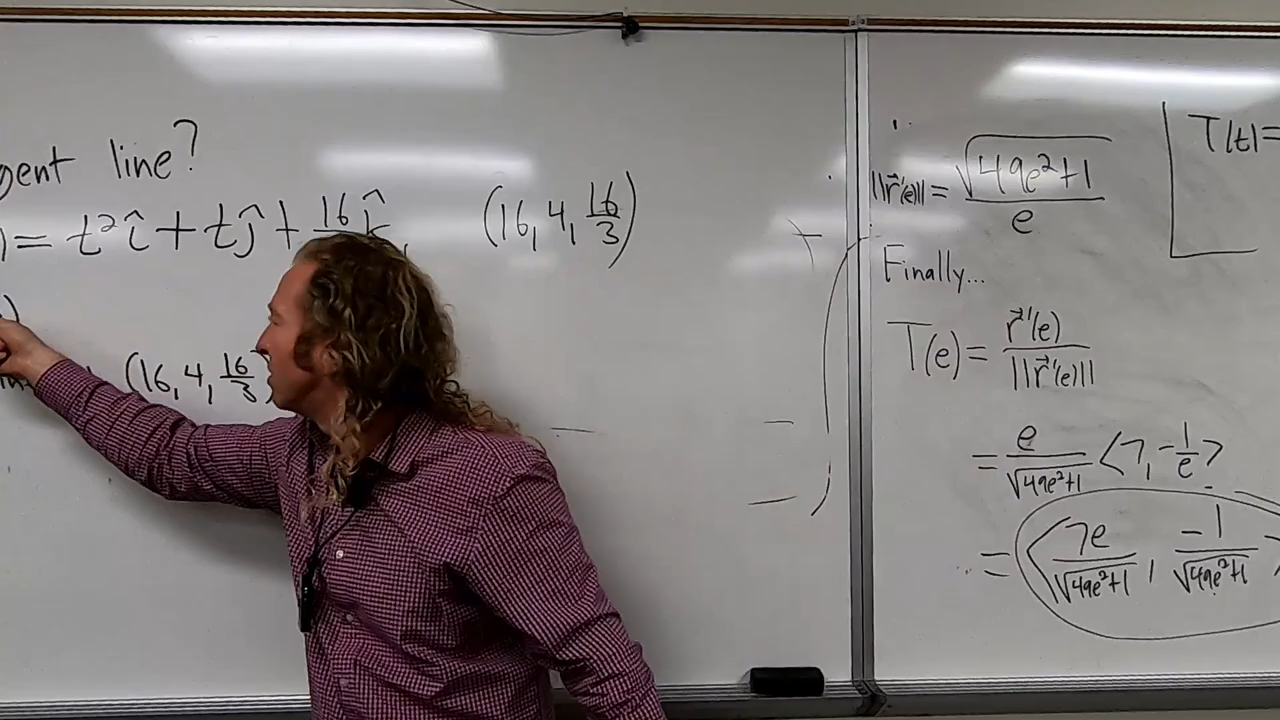 gent line?
) = t²î + tĵ + 16 k̂, (16, 4, 16/3)
(16, 4, 16/3)
||r⃗'(e)|| = √(49e²+1) / e
T(t) =
Finally...
T(e) = r⃗'(e) / ||r⃗'(e)||
= e/√(49e²+1) <7, -1/e>
= <7e/√(49e²+1), -1/√(49e²+1)>